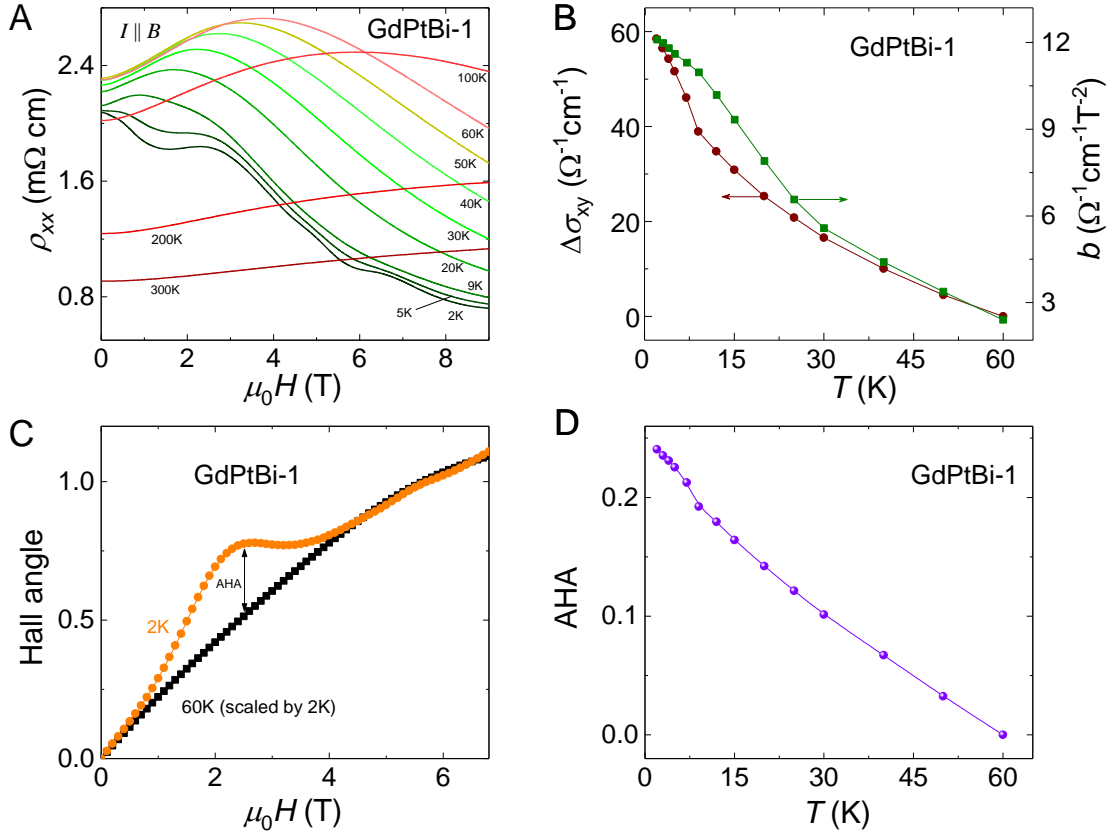 A
I ∥ B
GdPtBi-1
2.4
1.6
0.8
ρxx (mΩ cm)
100K
60K
50K
40K
30K
20K
9K
5K
2K
200K
300K
0
2
4
6
8
μ0H (T)
B
GdPtBi-1
60
40
20
0
Δσxy (Ω-1cm-1)
12
9
6
3
b (Ω-1cm-1T-2)
0
15
30
45
60
T (K)
C
GdPtBi-1
1.0
0.5
0.0
Hall angle
AHA
2K
60K (scaled by 2K)
0
2
4
6
μ0H (T)
D
GdPtBi-1
0.2
0.1
0.0
AHA
0
15
30
45
60
T (K)